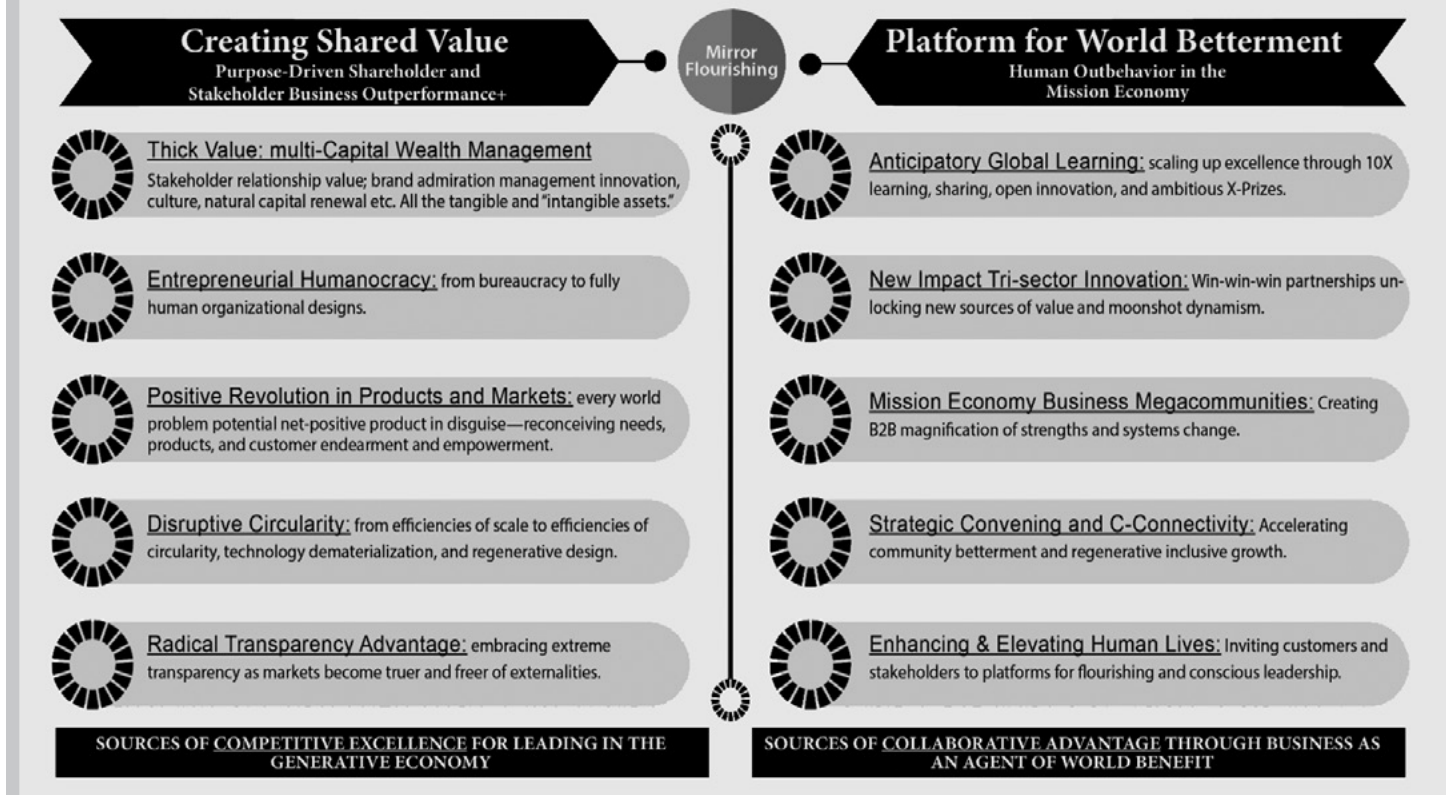 Creating Shared Value
Purpose-Driven Shareholder and
Stakeholder Business Outperformance+
Mirror
Flourishing
Platform for World Betterment
Human Outbehavior in the
Mission Economy
Thick Value: multi-Capital Wealth Management
Stakeholder relationship value; brand admiration management innovation,
culture, natural capital renewal etc. All the tangible and "intangible assets."
Entrepreneurial Humanocracy: from bureaucracy to fully
human organizational designs.
Positive Revolution in Products and Markets: every world
problem potential net-positive product in disguise—reconceiving needs,
products, and customer endearment and empowerment.
Disruptive Circularity: from efficiencies of scale to efficiencies of
circularity, technology dematerialization, and regenerative design.
Radical Transparency Advantage: embracing extreme
transparency as markets become truer and freer of externalities.
SOURCES OF COMPETITIVE EXCELLENCE FOR LEADING IN THE
GENERATIVE ECONOMY
Anticipatory Global Learning: scaling up excellence through 10X
learning, sharing, open innovation, and ambitious X-Prizes.
New Impact Tri-sector Innovation: Win-win-win partnerships un-
locking new sources of value and moonshot dynamism.
Mission Economy Business Megacommunities: Creating
B2B magnification of strengths and systems change.
Strategic Convening and C-Connectivity: Accelerating
community betterment and regenerative inclusive growth.
Enhancing & Elevating Human Lives: Inviting customers and
stakeholders to platforms for flourishing and conscious leadership.
SOURCES OF COLLABORATIVE ADVANTAGE THROUGH BUSINESS AS
AN AGENT OF WORLD BENEFIT